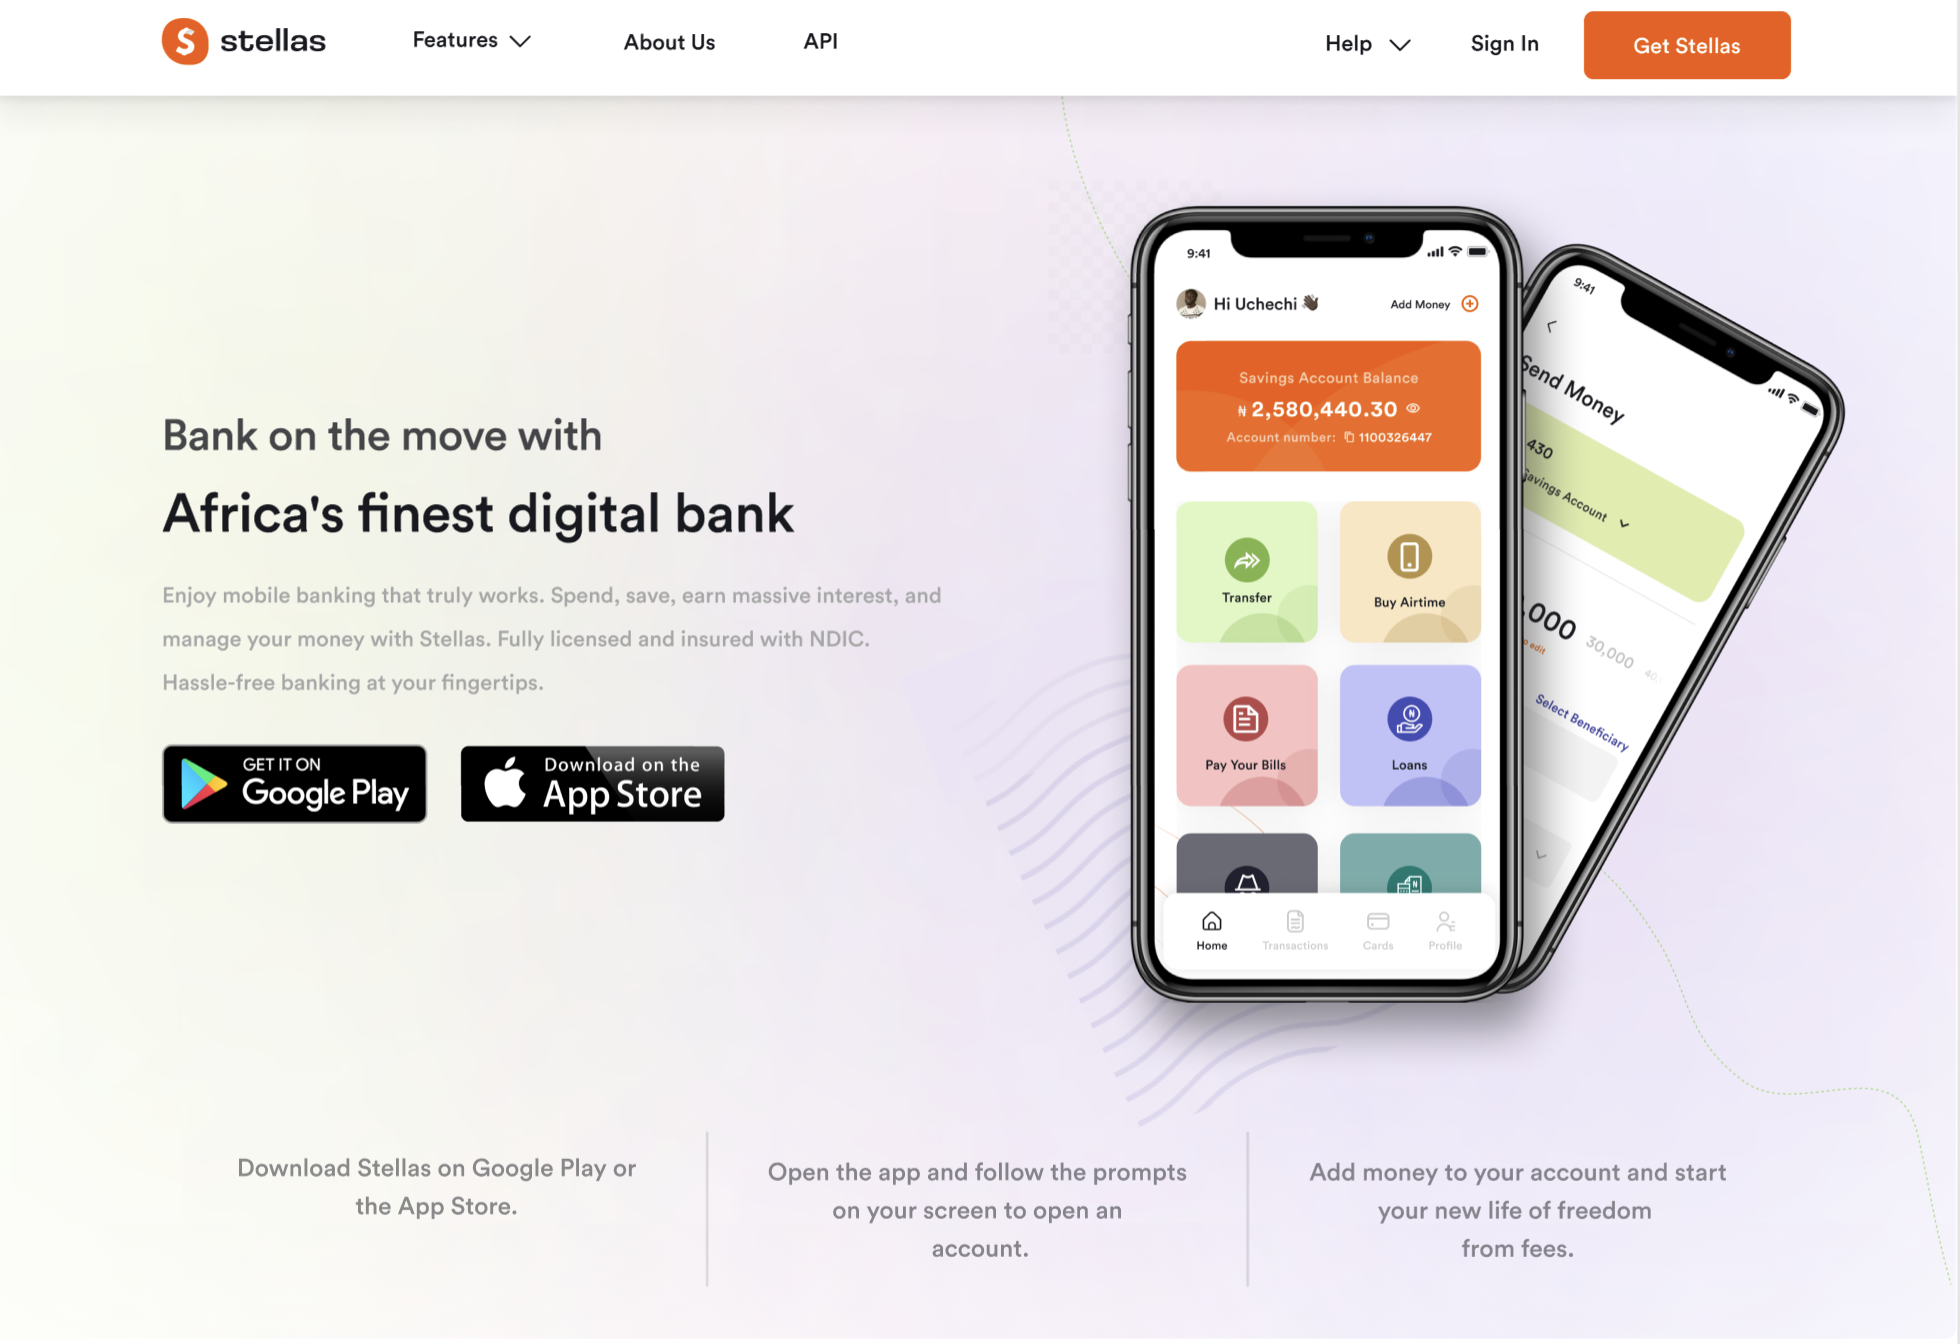 stellas
Features
About Us
API
Help
Sign In
Get Stellas
Bank on the move with
Africa's finest digital bank
Enjoy mobile banking that truly works. Spend, save, earn massive interest, and
manage your money with Stellas. Fully licensed and insured with NDIC.
Hassle-free banking at your fingertips.
GET IT ON
Google Play
Download on the
App Store
9:41
Hi Uchechi 👋🏿
Add Money
Savings Account Balance
₦ 2,580,440.30
Account number: 1100326447
Transfer
Buy Airtime
Pay Your Bills
Loans
Home
Transactions
Cards
Profile
9:41
Send Money
430
Savings Account
,000
30,000
edit
Select Beneficiary
Download Stellas on Google Play or
the App Store.
Open the app and follow the prompts
on your screen to open an
account.
Add money to your account and start
your new life of freedom
from fees.